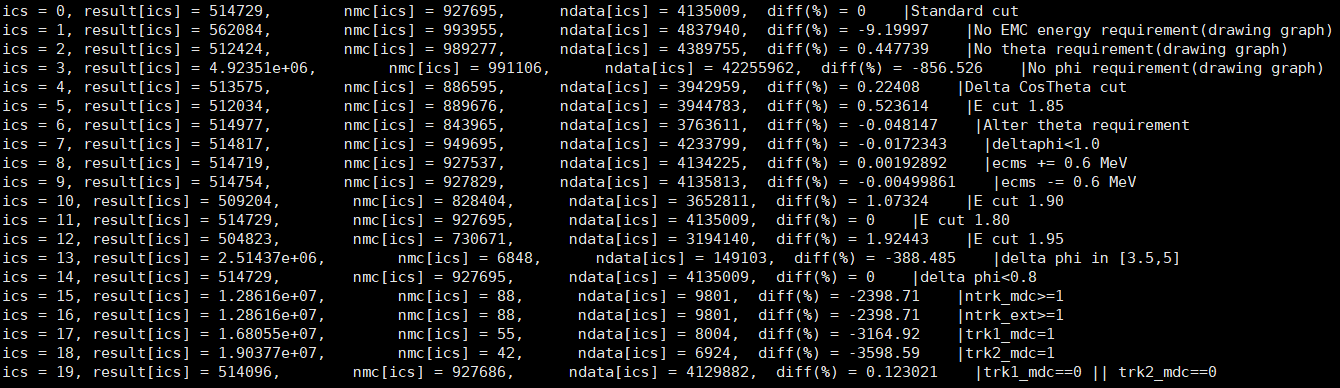 ics = 0, result[ics] = 514729, nmc[ics] = 927695, ndata[ics] = 4135009, diff(%) = 0 |Standard cut
ics = 1, result[ics] = 562084, nmc[ics] = 993955, ndata[ics] = 4837940, diff(%) = -9.19997 |No EMC energy requirement(drawing graph)
ics = 2, result[ics] = 512424, nmc[ics] = 989277, ndata[ics] = 4389755, diff(%) = 0.447739 |No theta requirement(drawing graph)
ics = 3, result[ics] = 4.92351e+06, nmc[ics] = 991106, ndata[ics] = 42255962, diff(%) = -856.526 |No phi requirement(drawing graph)
ics = 4, result[ics] = 513575, nmc[ics] = 886595, ndata[ics] = 3942959, diff(%) = 0.22408 |Delta CosTheta cut
ics = 5, result[ics] = 512034, nmc[ics] = 889676, ndata[ics] = 3944783, diff(%) = 0.523614 |E cut 1.85
ics = 6, result[ics] = 514977, nmc[ics] = 843965, ndata[ics] = 3763611, diff(%) = -0.048147 |Alter theta requirement
ics = 7, result[ics] = 514817, nmc[ics] = 949695, ndata[ics] = 4233799, diff(%) = -0.0172343 |deltaphi<1.0
ics = 8, result[ics] = 514719, nmc[ics] = 927537, ndata[ics] = 4134225, diff(%) = 0.00192892 |ecms += 0.6 MeV
ics = 9, result[ics] = 514754, nmc[ics] = 927829, ndata[ics] = 4135813, diff(%) = -0.00499861 |ecms -= 0.6 MeV
ics = 10, result[ics] = 509204, nmc[ics] = 828404, ndata[ics] = 3652811, diff(%) = 1.07324 |E cut 1.90
ics = 11, result[ics] = 514729, nmc[ics] = 927695, ndata[ics] = 4135009, diff(%) = 0 |E cut 1.80
ics = 12, result[ics] = 504823, nmc[ics] = 730671, ndata[ics] = 3194140, diff(%) = 1.92443 |E cut 1.95
ics = 13, result[ics] = 2.51437e+06, nmc[ics] = 6848, ndata[ics] = 149103, diff(%) = -388.485 |delta phi in [3.5,5]
ics = 14, result[ics] = 514729, nmc[ics] = 927695, ndata[ics] = 4135009, diff(%) = 0 |delta phi<0.8
ics = 15, result[ics] = 1.28616e+07, nmc[ics] = 88, ndata[ics] = 9801, diff(%) = -2398.71 |ntrk_mdc>=1
ics = 16, result[ics] = 1.28616e+07, nmc[ics] = 88, ndata[ics] = 9801, diff(%) = -2398.71 |ntrk_ext>=1
ics = 17, result[ics] = 1.68055e+07, nmc[ics] = 55, ndata[ics] = 8004, diff(%) = -3164.92 |trk1_mdc=1
ics = 18, result[ics] = 1.90377e+07, nmc[ics] = 42, ndata[ics] = 6924, diff(%) = -3598.59 |trk2_mdc=1
ics = 19, result[ics] = 514096, nmc[ics] = 927686, ndata[ics] = 4129882, diff(%) = 0.123021 |trk1_mdc==0 || trk2_mdc==0